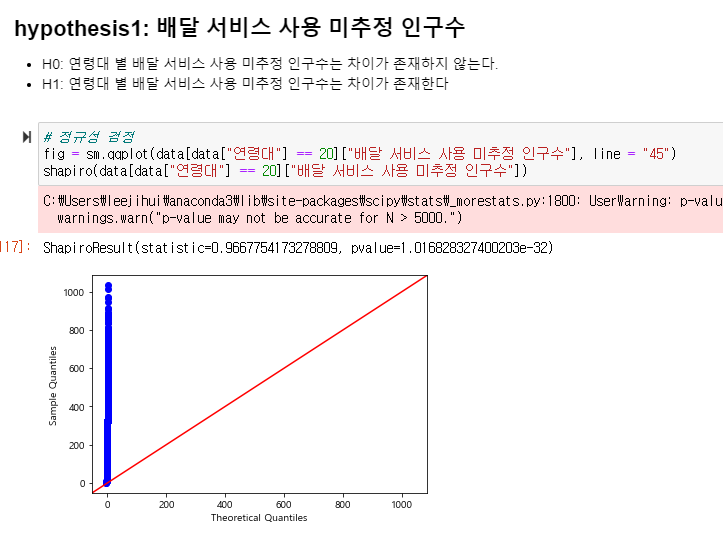 hypothesis1: 배달 서비스 사용 미추정 인구수
H0: 연령대 별 배달 서비스 사용 미추정 인구수는 차이가 존재하지 않는다.
H1: 연령대 별 배달 서비스 사용 미추정 인구수는 차이가 존재한다
# 정규성 검정
fig = sm.qqplot(data[data["연령대"] == 20]["배달 서비스 사용 미추정 인구수"], line = "45")
shapiro(data[data["연령대"] == 20]["배달 서비스 사용 미추정 인구수"])
C:\Users\leejihui\anaconda3\lib\site-packages\scipy\stats\_morestats.py:1800: UserWarning: p-valu
warnings.warn("p-value may not be accurate for N > 5000.")
17]: ShapiroResult(statistic=0.9667754173278809, pvalue=1.016828327400203e-32)
1000
800
600
400
200
0
Sample Quantiles
0 200 400 600 800 1000
Theoretical Quantiles